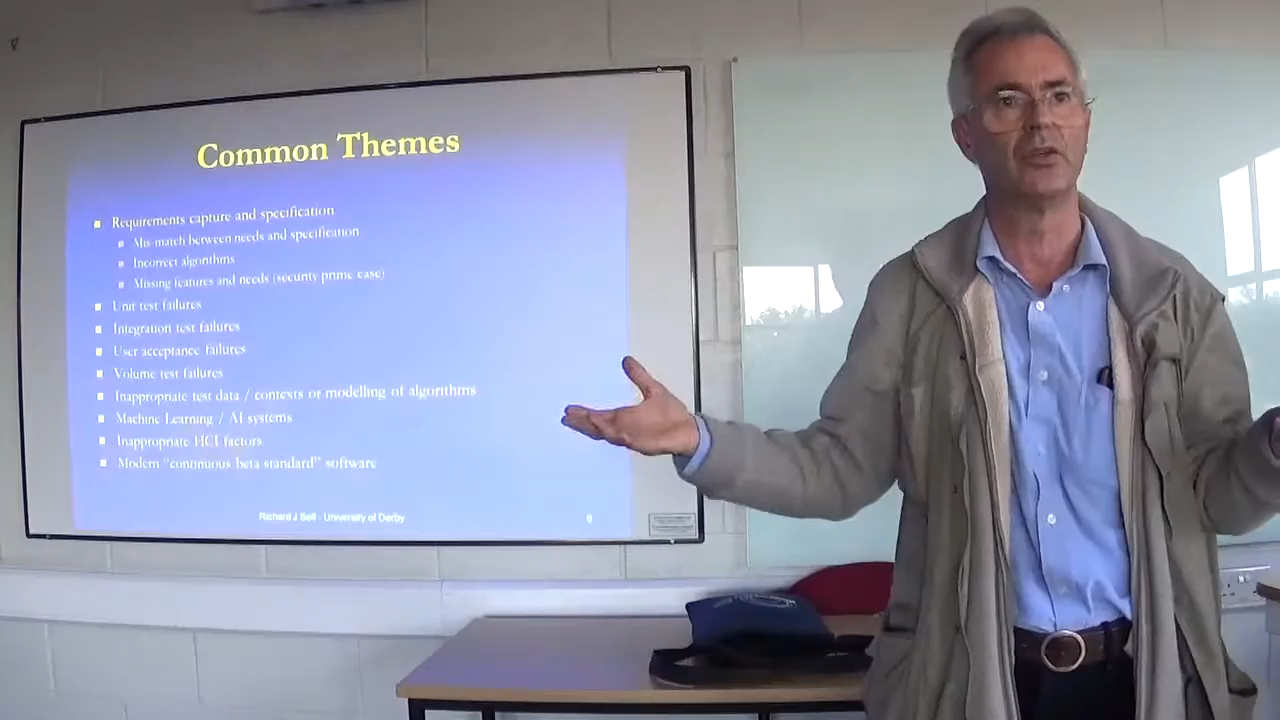 Common Themes
Requirements capture and specification
Mis-match between needs and specification
Incorrect algorithms
Missing features and needs (security prime case)
Unit test failures
Integration test failures
User acceptance failures
Volume test failures
Inappropriate test data / contexts or modelling of algorithms
Machine Learning / AI systems
Inappropriate HCI factors
Modern "continuous beta standard" software
Richard J Self - University of Derby
6